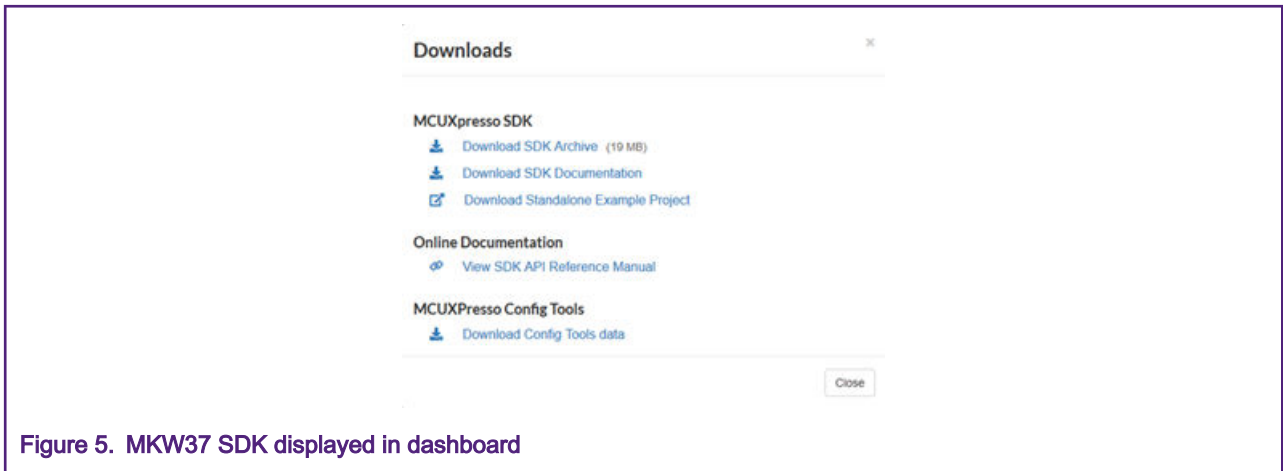 Downloads
×
MCUXpresso SDK
Download SDK Archive (19 MB)
Download SDK Documentation
Download Standalone Example Project
Online Documentation
View SDK API Reference Manual
MCUXPresso Config Tools
Download Config Tools data
Close
Figure 5. MKW37 SDK displayed in dashboard